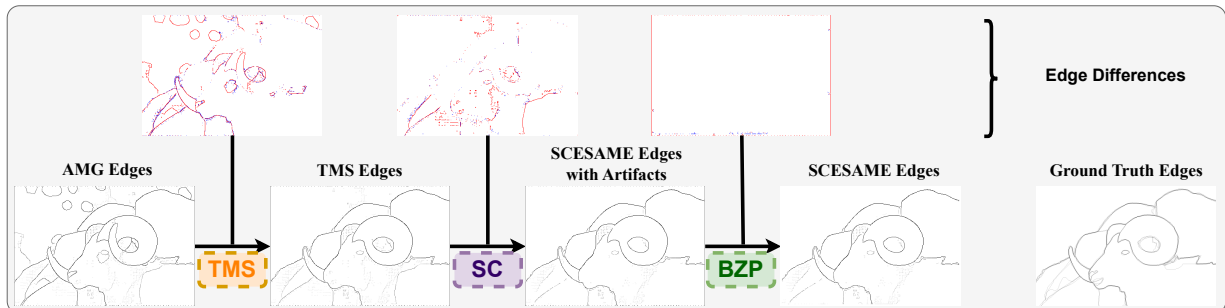 Edge Differences
AMG Edges
TMS Edges
SCESAME Edges
with Artifacts
SCESAME Edges
Ground Truth Edges
TMS
SC
BZP